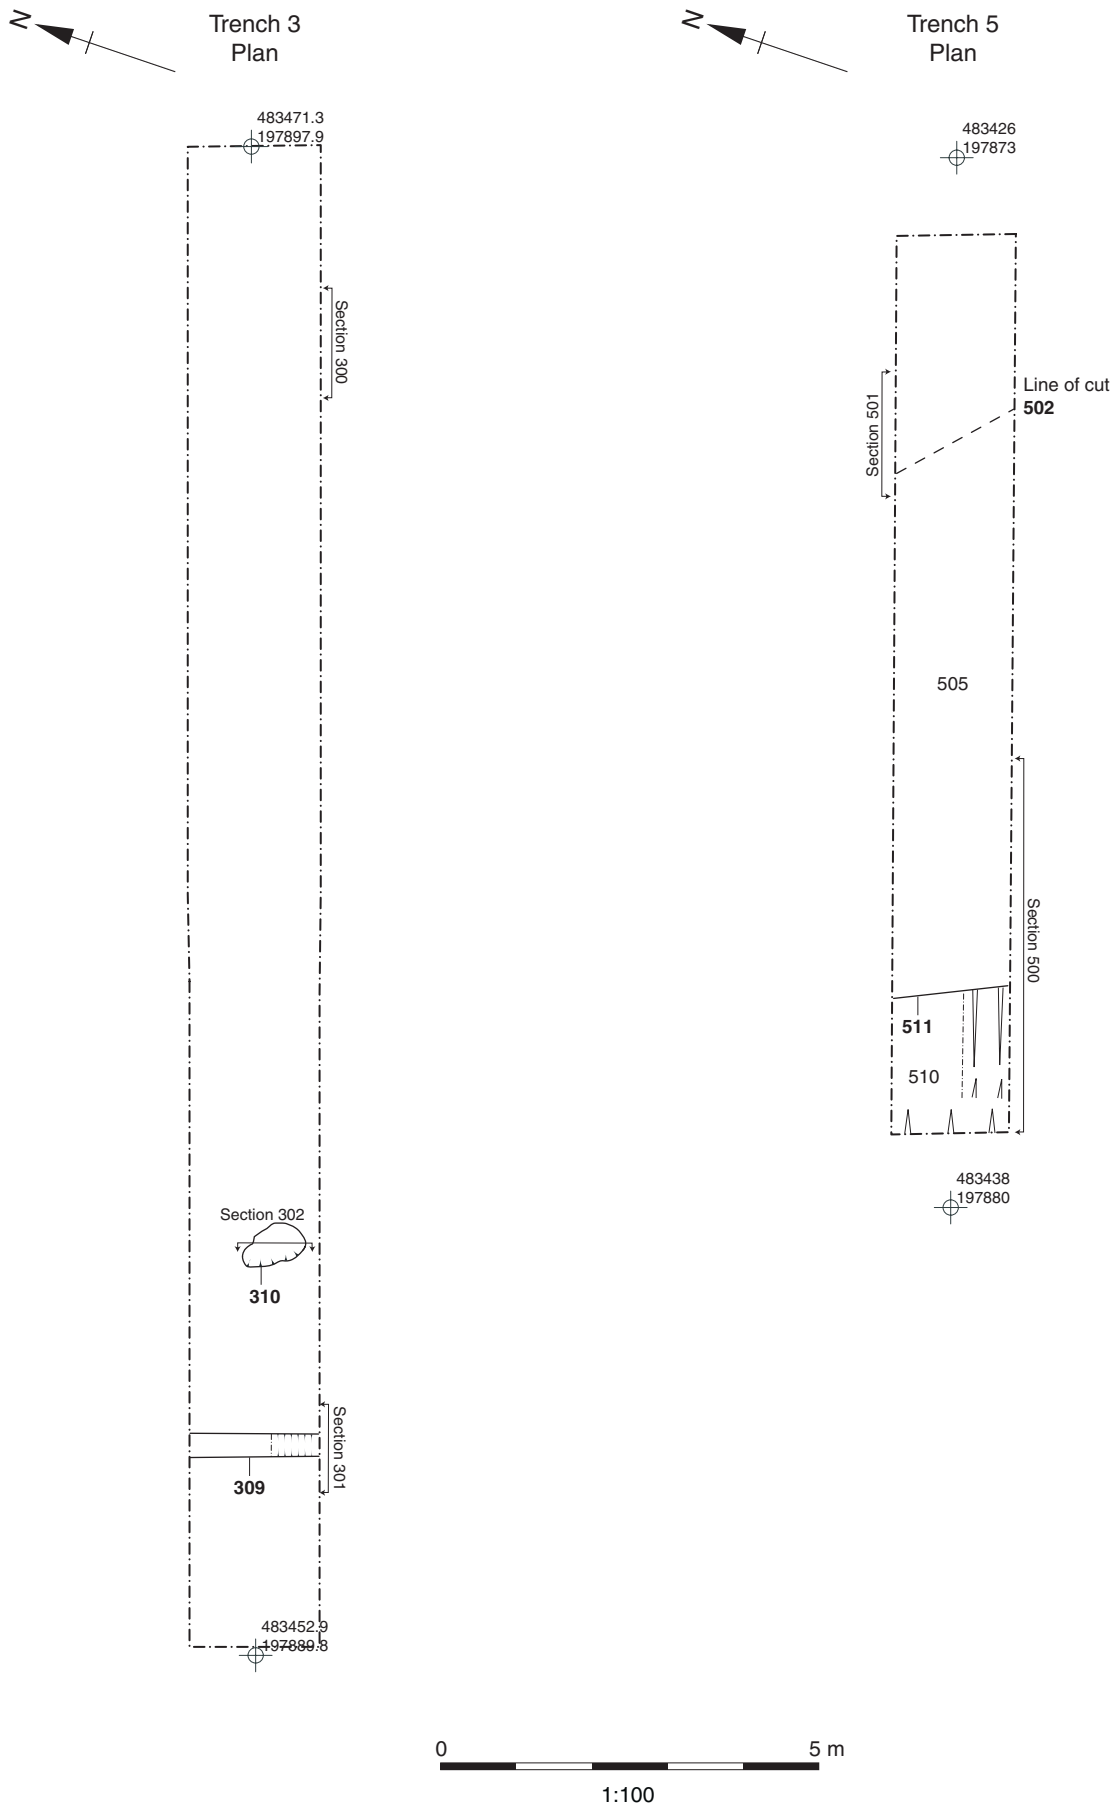 N
Trench 3
Plan
483471.3
197897.9
Section 300
Section 302
310
Section 301
309
483452.9
197889.8
N
Trench 5
Plan
483426
197873
Line of cut
502
Section 501
505
Section 500
511
510
483438
197880
0 5 m
1:100